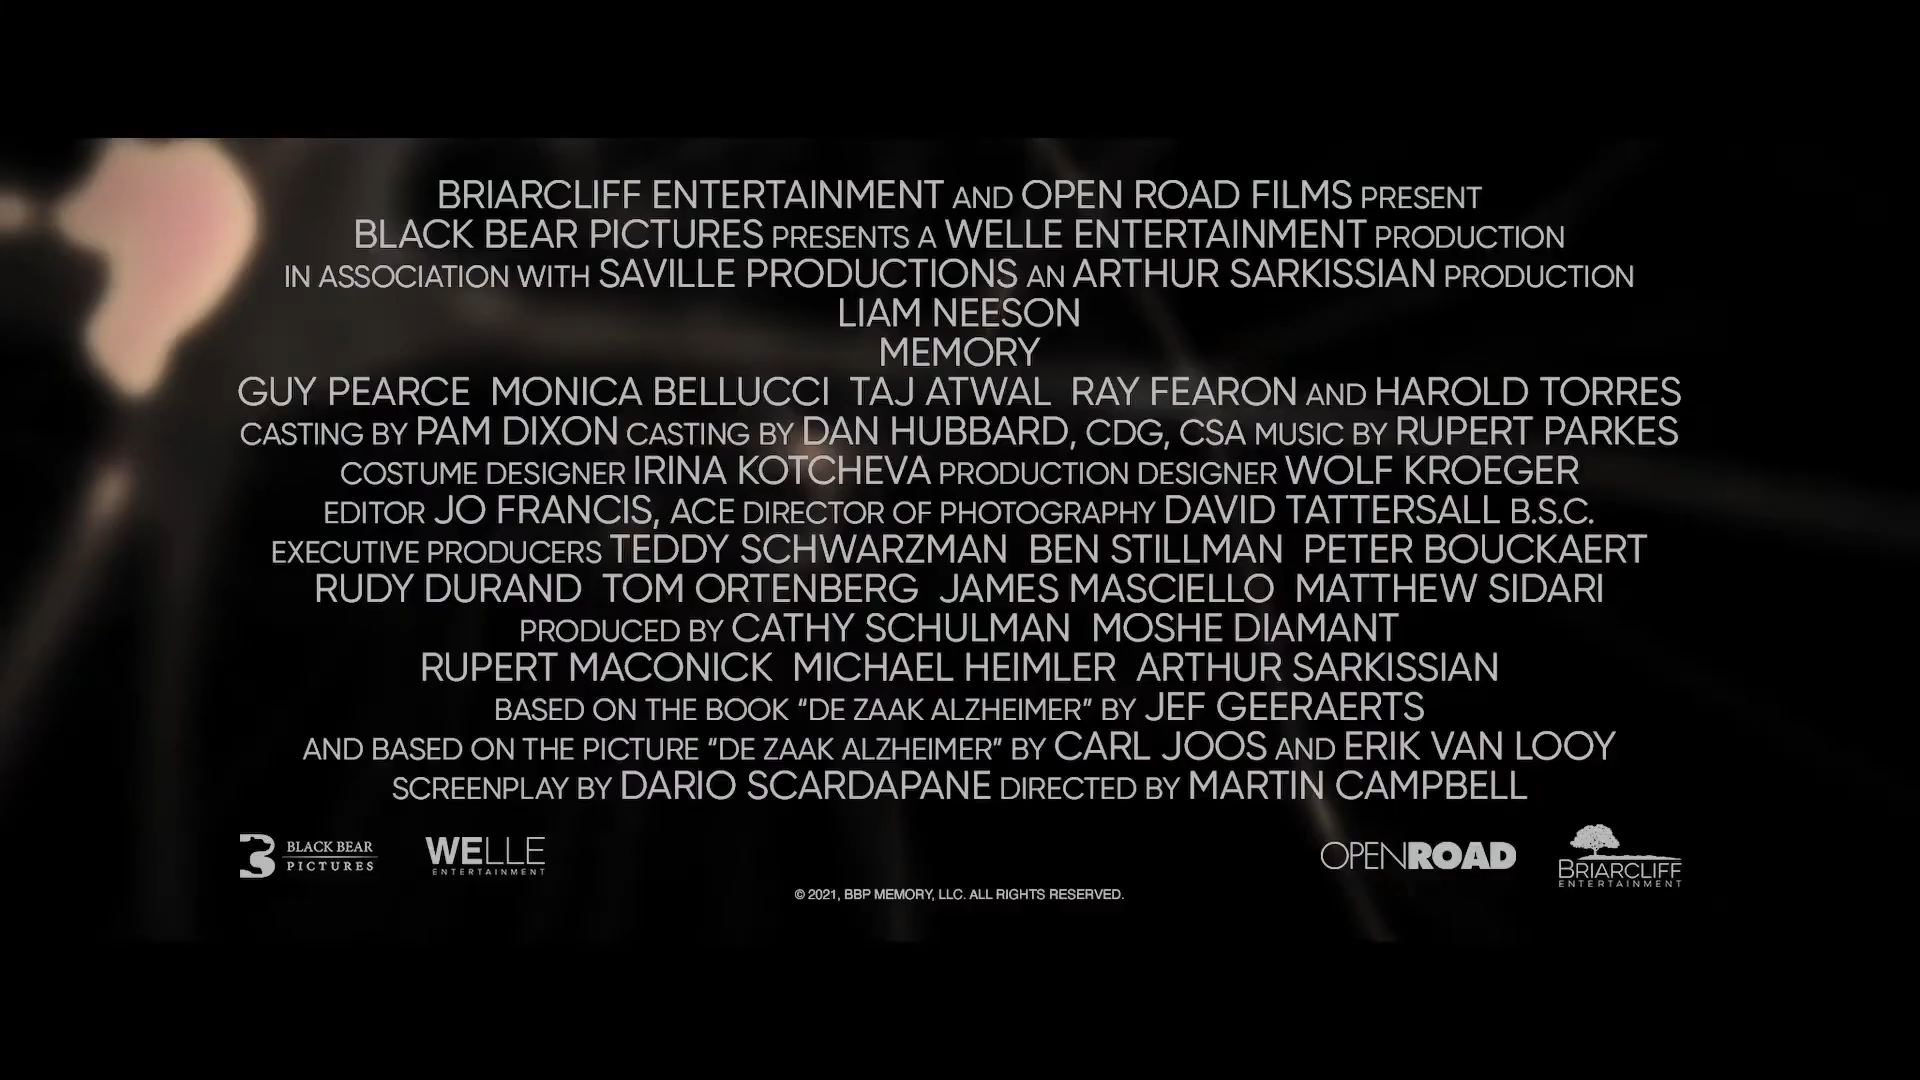 BRIARCLIFF ENTERTAINMENT AND OPEN ROAD FILMS PRESENT
BLACK BEAR PICTURES PRESENTS A WELLE ENTERTAINMENT PRODUCTION
IN ASSOCIATION WITH SAVILLE PRODUCTIONS AN ARTHUR SARKISSIAN PRODUCTION
LIAM NEESON
MEMORY
GUY PEARCE MONICA BELLUCCI TAJ ATWAL RAY FEARON AND HAROLD TORRES
CASTING BY PAM DIXON CASTING BY DAN HUBBARD, CDG, CSA MUSIC BY RUPERT PARKES
COSTUME DESIGNER IRINA KOTCHEVA PRODUCTION DESIGNER WOLF KROEGER
EDITOR JO FRANCIS, ACE DIRECTOR OF PHOTOGRAPHY DAVID TATTERSALL B.S.C.
EXECUTIVE PRODUCERS TEDDY SCHWARZMAN BEN STILLMAN PETER BOUCKAERT
RUDY DURAND TOM ORTENBERG JAMES MASCIELLO MATTHEW SIDARI
PRODUCED BY CATHY SCHULMAN MOSHE DIAMANT
RUPERT MACONICK MICHAEL HEIMLER ARTHUR SARKISSIAN
BASED ON THE BOOK “DE ZAAK ALZHEIMER” BY JEF GEERAERTS
AND BASED ON THE PICTURE “DE ZAAK ALZHEIMER” BY CARL JOOS AND ERIK VAN LOOY
SCREENPLAY BY DARIO SCARDAPANE DIRECTED BY MARTIN CAMPBELL
BLACK BEAR
PICTURES
WELLE
ENTERTAINMENT
OPENROAD
BRIARCLIFF
ENTERTAINMENT
© 2021, BBP MEMORY, LLC. ALL RIGHTS RESERVED.